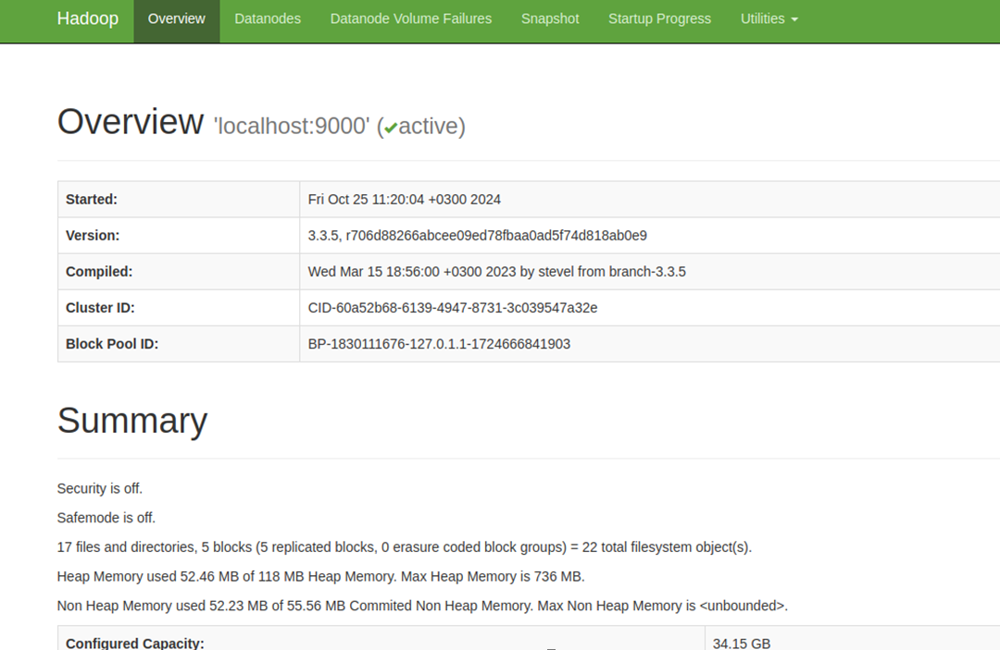 Hadoop Overview Datanodes Datanode Volume Failures Snapshot Startup Progress Utilities
Overview 'localhost:9000' (✔active)
Started: Fri Oct 25 11:20:04 +0300 2024
Version: 3.3.5, r706d88266abcee09ed78fbaa0ad5f74d818ab0e9
Compiled: Wed Mar 15 18:56:00 +0300 2023 by stevel from branch-3.3.5
Cluster ID: CID-60a52b68-6139-4947-8731-3c039547a32e
Block Pool ID: BP-1830111676-127.0.1.1-1724666841903
Summary
Security is off.
Safemode is off.
17 files and directories, 5 blocks (5 replicated blocks, 0 erasure coded block groups) = 22 total filesystem object(s).
Heap Memory used 52.46 MB of 118 MB Heap Memory. Max Heap Memory is 736 MB.
Non Heap Memory used 52.23 MB of 55.56 MB Commited Non Heap Memory. Max Non Heap Memory is <unbounded>.
Configured Capacity: 34.15 GB